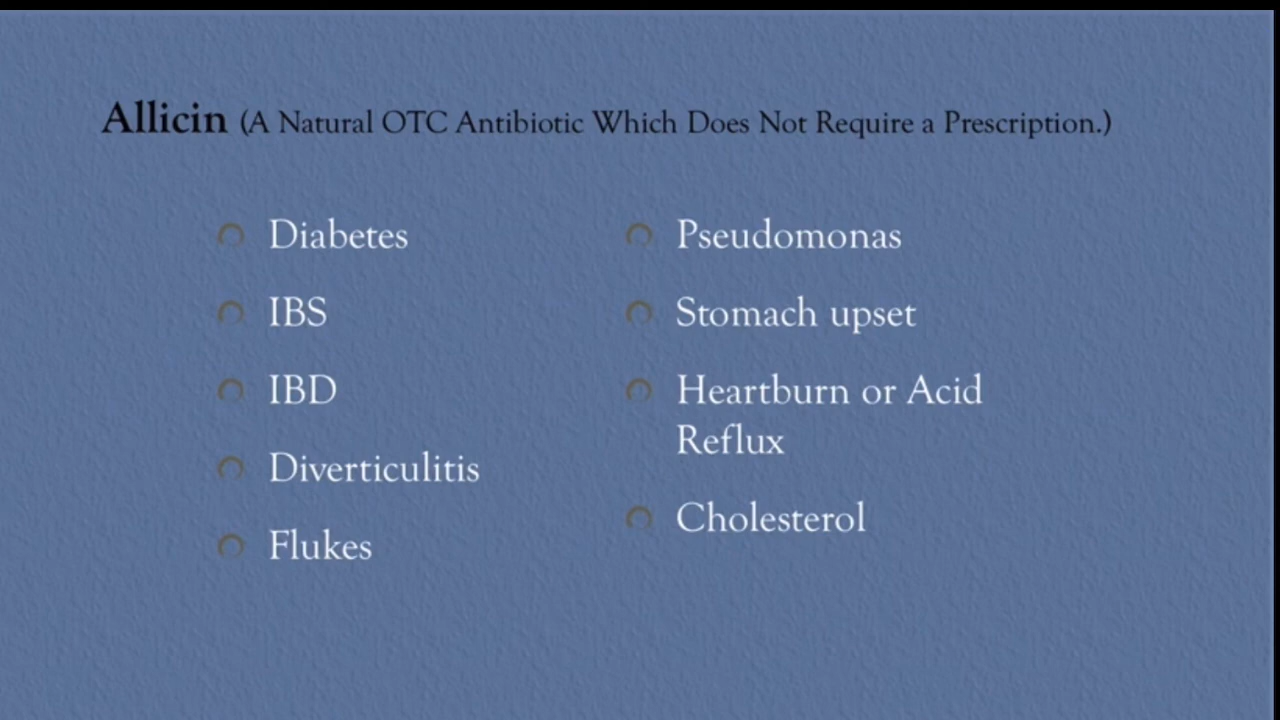 Allicin (A Natural OTC Antibiotic Which Does Not Require a Prescription.)
Diabetes
IBS
IBD
Diverticulitis
Flukes
Pseudomonas
Stomach upset
Heartburn or Acid
Reflux
Cholesterol